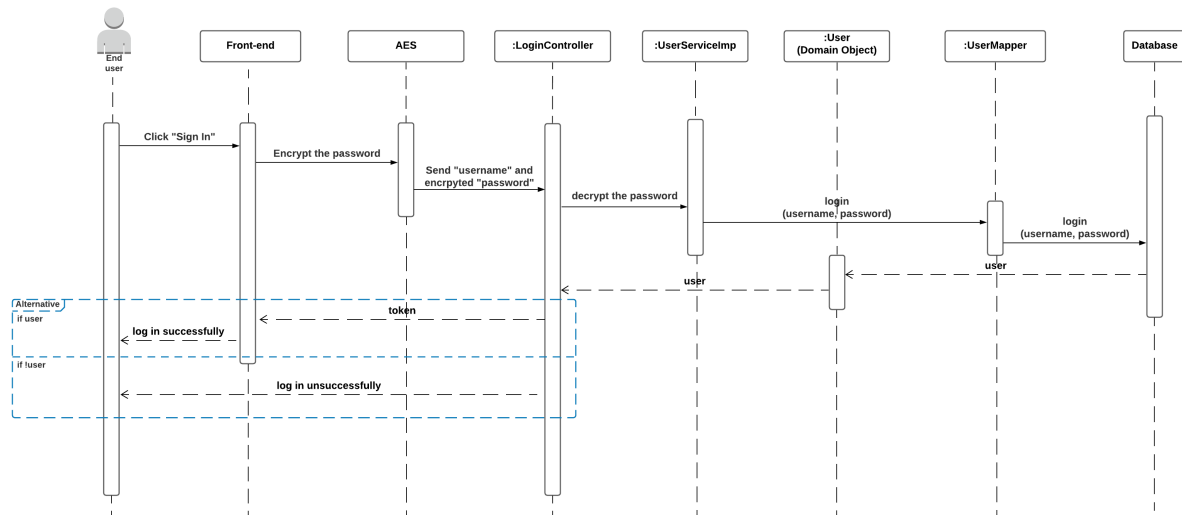 End
user
Front-end
AES
:LoginController
:UserServiceImp
:User
(Domain Object)
:UserMapper
Database
Click "Sign In"
Encrypt the password
Send "username" and
encrpyted "password"
decrypt the password
login
(username, password)
login
(username, password)
user
user
Alternative
if user
token
log in successfully
if !user
log in unsuccessfully